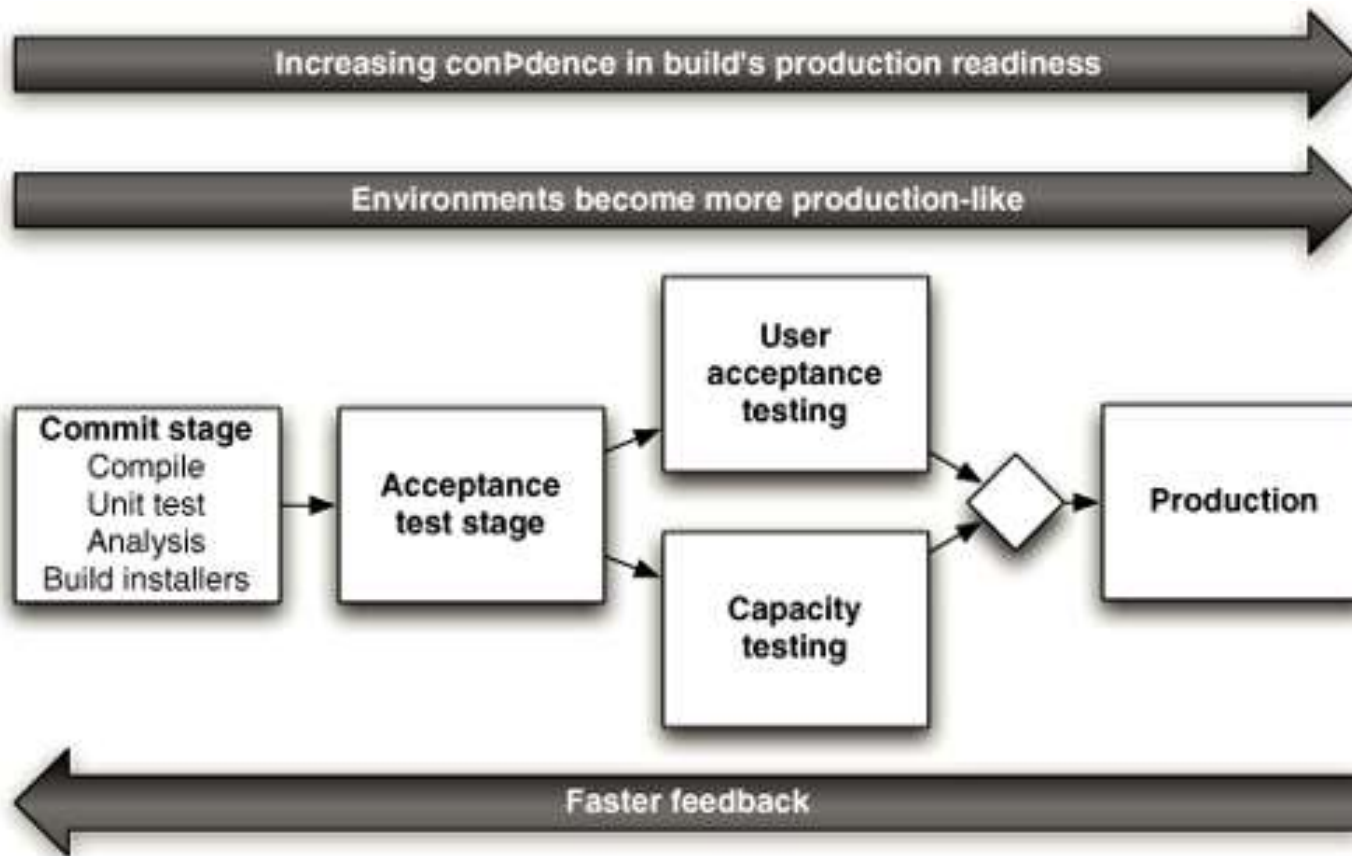 Increasing conÞdence in build's production readiness
Environments become more production-like
Commit stage
Compile
Unit test
Analysis
Build installers
Acceptance
test stage
User
acceptance
testing
Capacity
testing
Production
Faster feedback